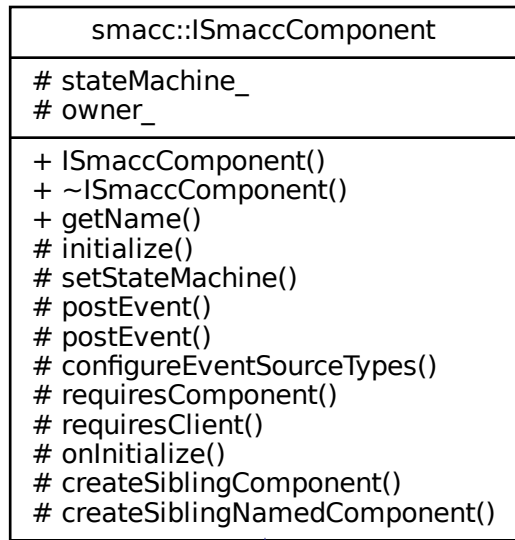 smacc::ISmaccComponent
# stateMachine_
# owner_
+ ISmaccComponent()
+ ~ISmaccComponent()
+ getName()
# initialize()
# setStateMachine()
# postEvent()
# postEvent()
# configureEventSourceTypes()
# requiresComponent()
# requiresClient()
# onInitialize()
# createSiblingComponent()
# createSiblingNamedComponent()